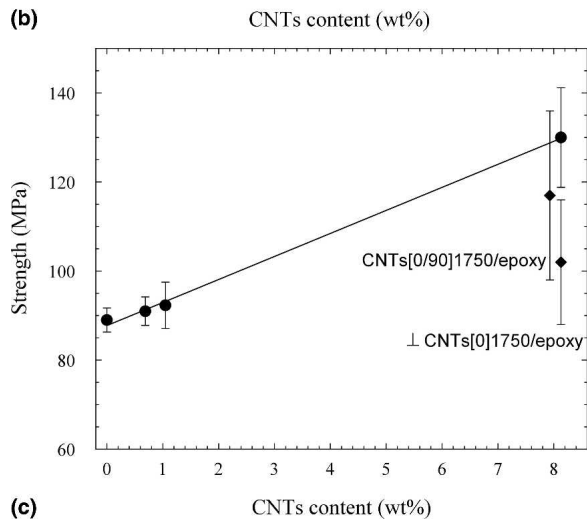 (b)
CNTs content (wt%)
140
120
100
80
60
Strength (MPa)
CNTs[0/90]1750/epoxy
⊥ CNTs[0]1750/epoxy
0 1 2 3 4 5 6 7 8
(c)
CNTs content (wt%)